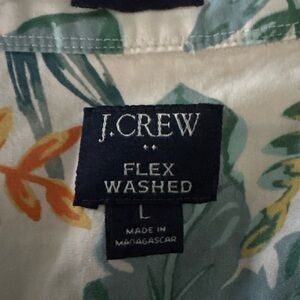 J.CREW
••
FLEX
WASHED
L
MADE IN
MADAGASCAR